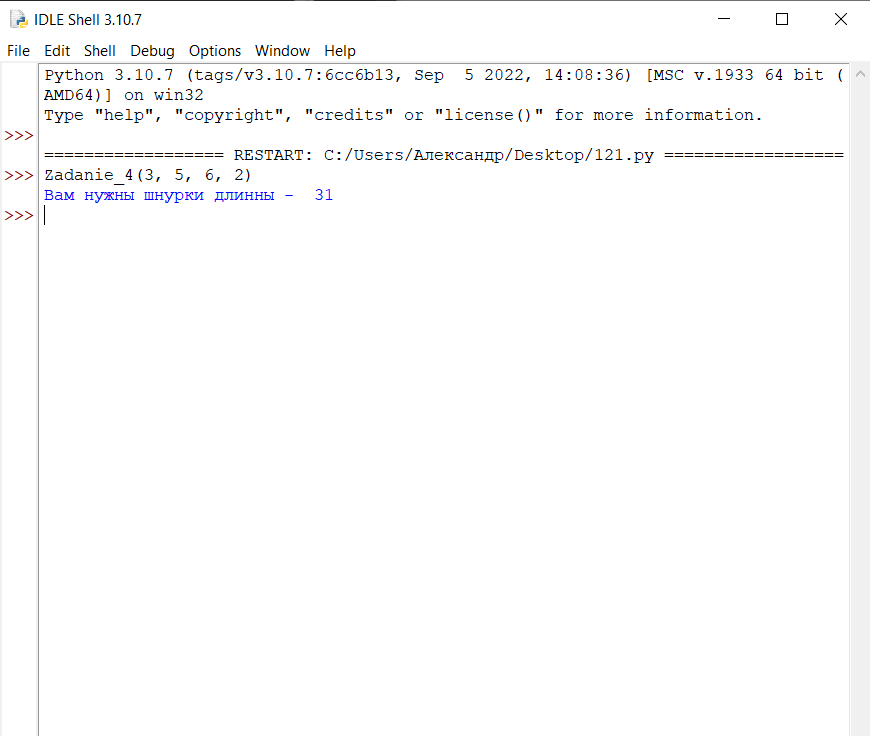 IDLE Shell 3.10.7
File Edit Shell Debug Options Window Help
Python 3.10.7 (tags/v3.10.7:6cc6b13, Sep  5 2022, 14:08:36) [MSC v.1933 64 bit (
AMD64)] on win32
Type "help", "copyright", "credits" or "license()" for more information.
>>>
================== RESTART: C:/Users/Александр/Desktop/121.py ==================
>>> Zadanie_4(3, 5, 6, 2)
Вам нужны шнурки длинны -  31
>>>